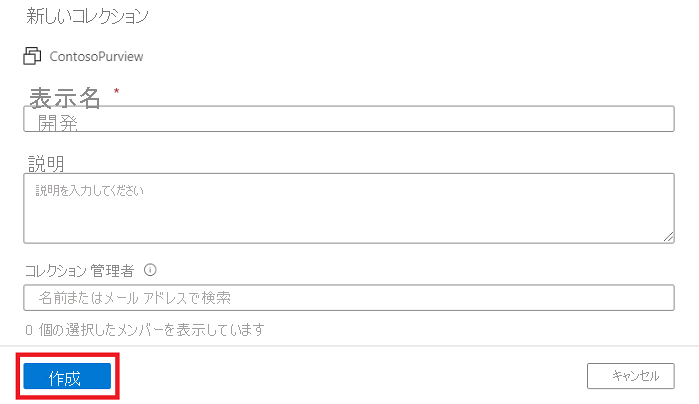 新しいコレクション
ContosoPurview
表示名 *
開発
説明
説明を入力してください
コレクション 管理者
名前またはメール アドレスで検索
0 個の選択したメンバーを表示しています
作成
キャンセル